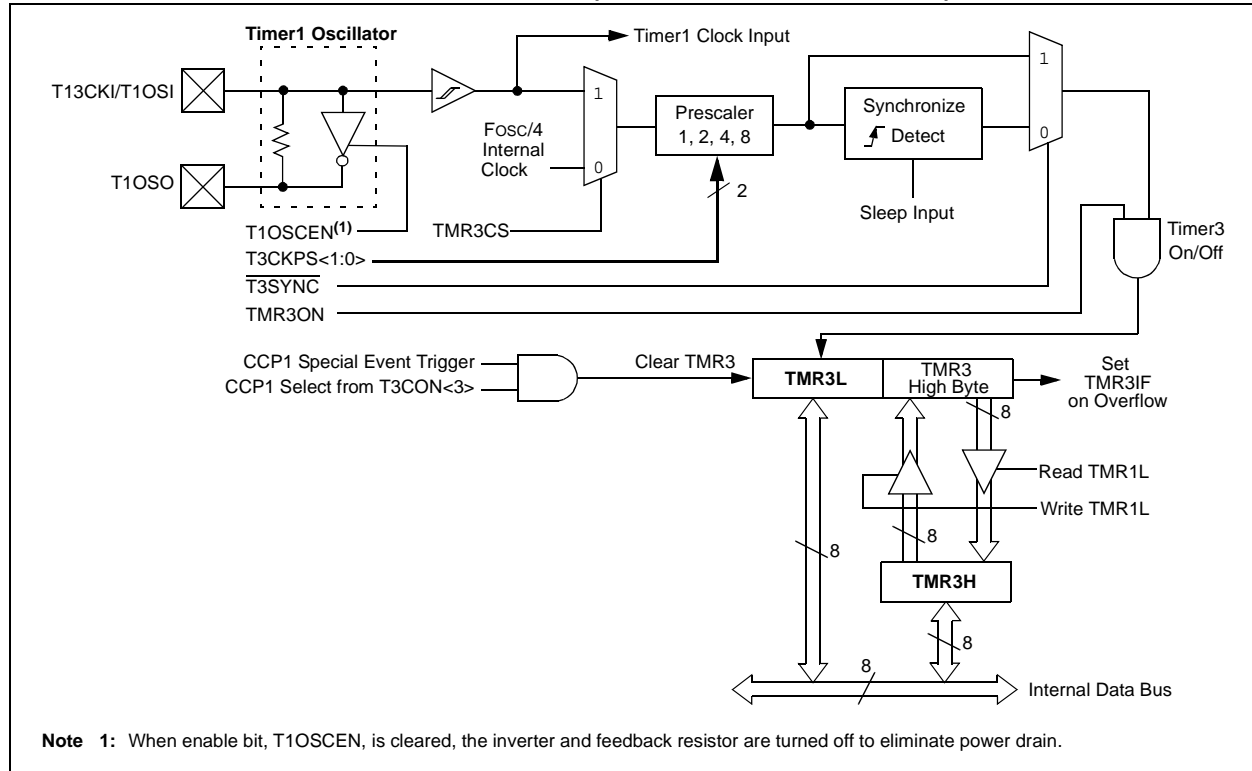 Timer1 Oscillator
Timer1 Clock Input
T13CKI/T1OSI
T1OSO
1
FOSC/4
Internal
Clock
0
Prescaler
1, 2, 4, 8
2
Synchronize
Detect
Sleep Input
1
0
T1OSCEN(1)
TMR3CS
T3CKPS<1:0>
T3SYNC
TMR3ON
Timer3
On/Off
CCP1 Special Event Trigger
CCP1 Select from T3CON<3>
Clear TMR3
TMR3L
TMR3
High Byte
Set
TMR3IF
on Overflow
8
Read TMR1L
Write TMR1L
8
8
TMR3H
8
8
Internal Data Bus
Note 1: When enable bit, T1OSCEN, is cleared, the inverter and feedback resistor are turned off to eliminate power drain.